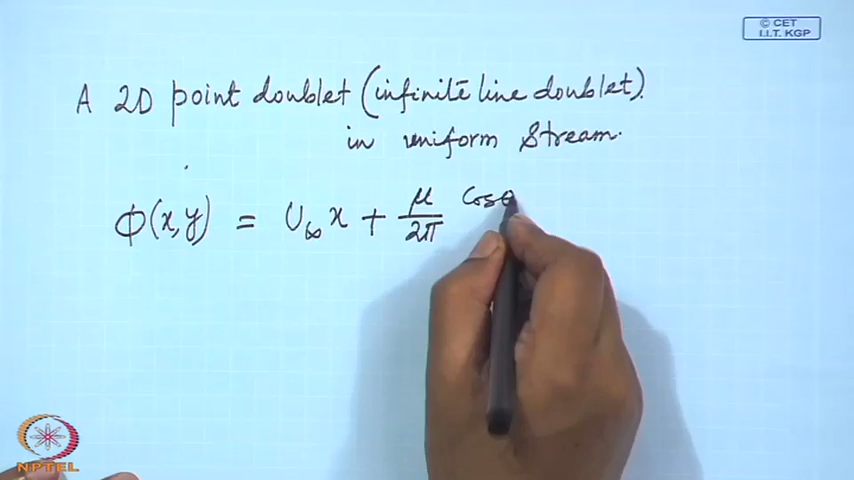 © CET
I.I.T. KGP
A 2D point doublet (infinite line doublet)
in uniform stream.
ϕ(x,y) = U∞ x + μ/2π cosθ
NPTEL